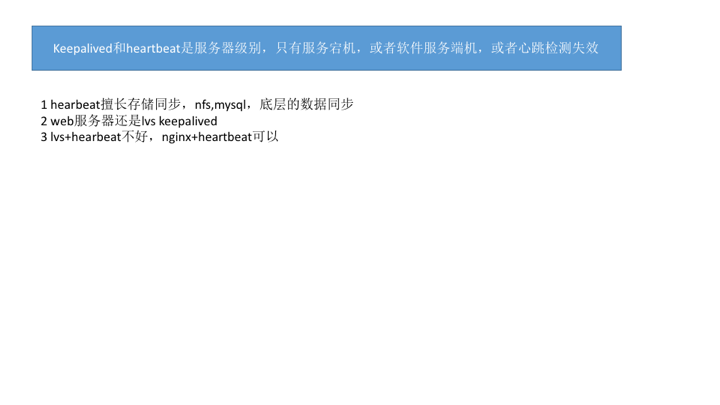 Keepalived和heartbeat是服务器级别，只有服务宕机，或者软件服务端机，或者心跳检测失效
1 hearbeat擅长存储同步，nfs,mysql，底层的数据同步
2 web服务器还是lvs keepalived
3 lvs+hearbeat不好，nginx+heartbeat可以